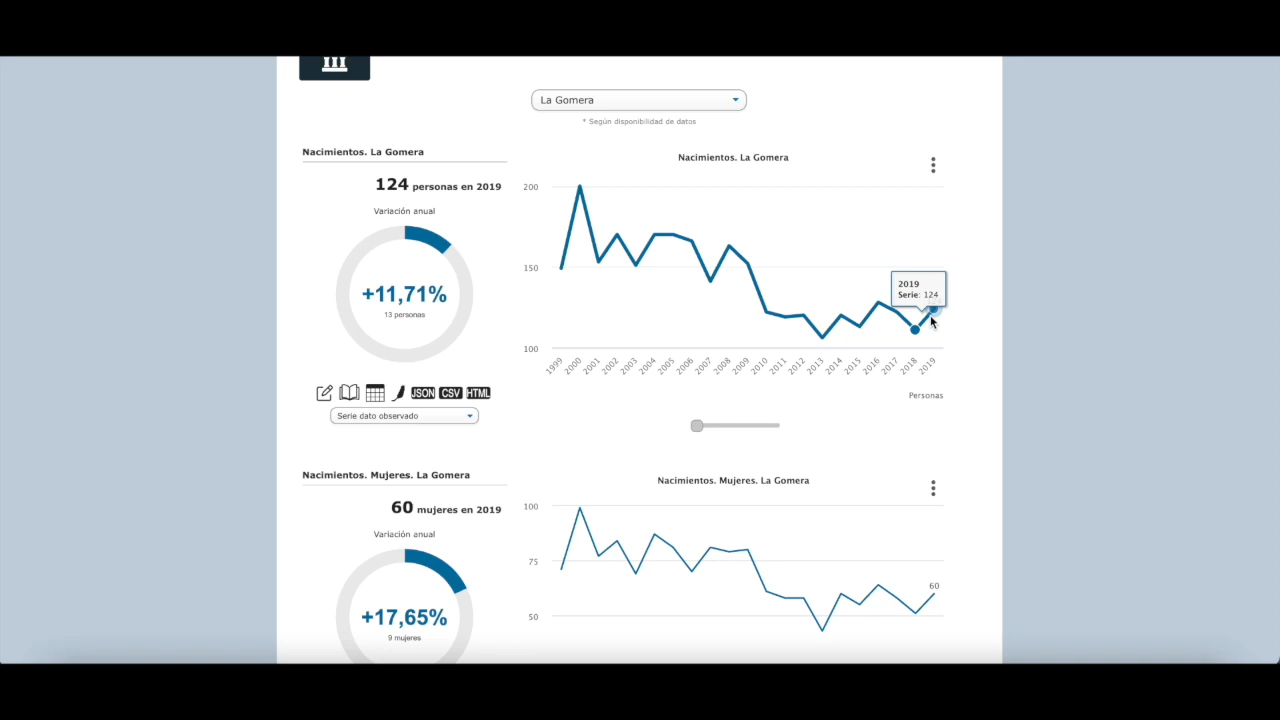 La Gomera
* Según disponibilidad de datos
Nacimientos. La Gomera
124 personas en 2019
Variación anual
+11,71%
13 personas
JSON CSV HTML
Serie dato observado
Nacimientos. La Gomera
200
150
100
2019
Serie: 124
1999 2000 2001 2002 2003 2004 2005 2006 2007 2008 2009 2010 2011 2012 2013 2014 2015 2016 2017 2018 2019
Personas
Nacimientos. Mujeres. La Gomera
60 mujeres en 2019
Variación anual
+17,65%
9 mujeres
Nacimientos. Mujeres. La Gomera
100
75
50
60